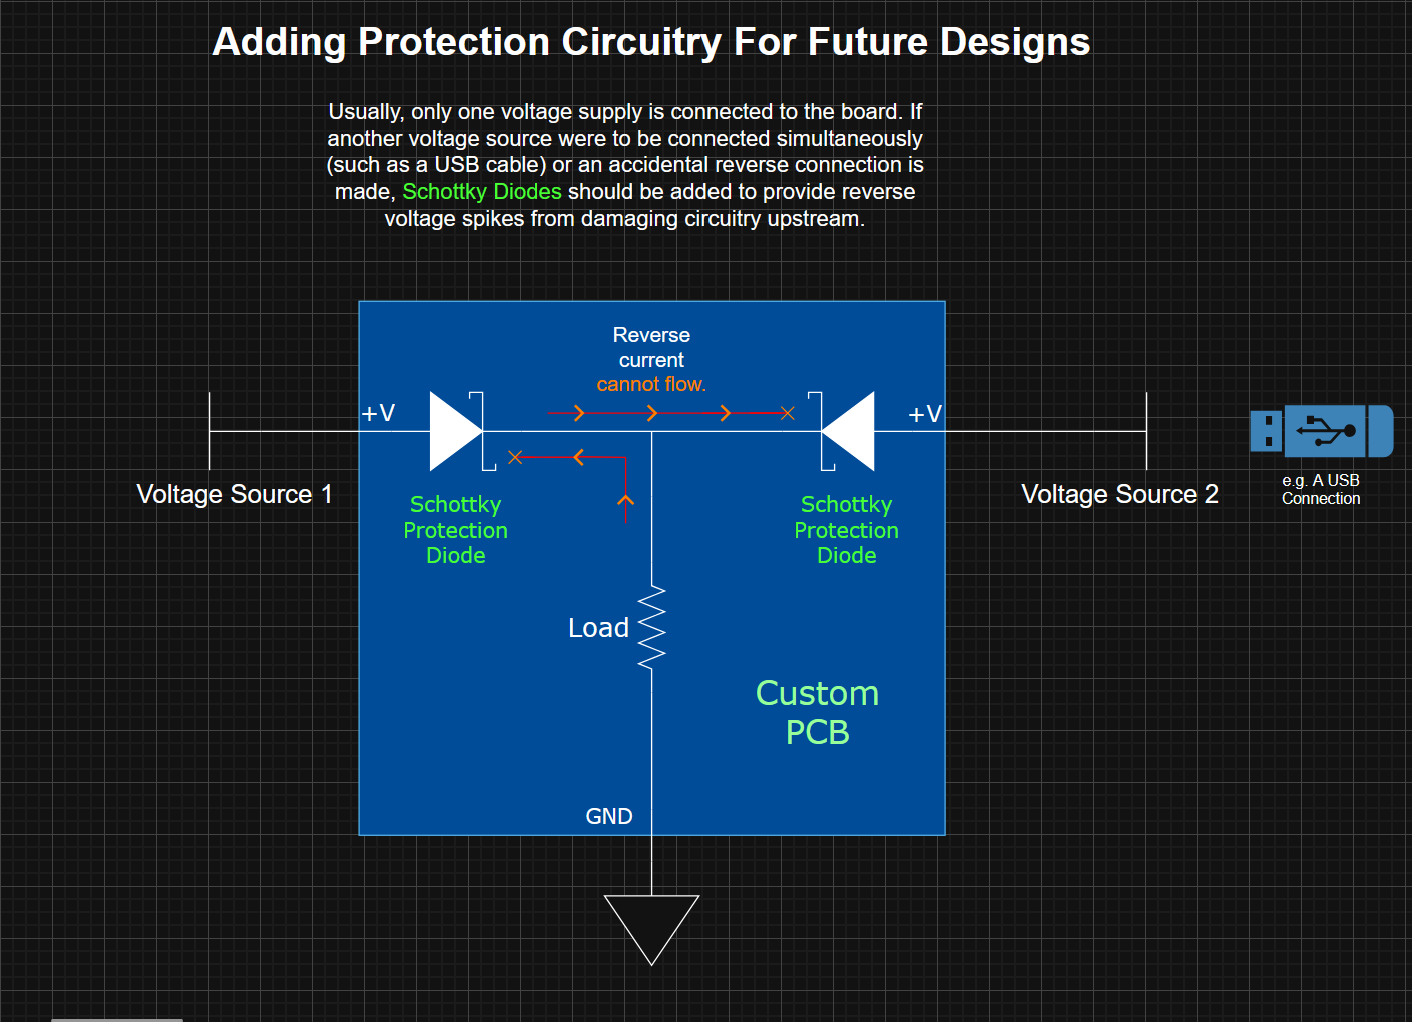 Adding Protection Circuitry For Future Designs
Usually, only one voltage supply is connected to the board. If
another voltage source were to be connected simultaneously
(such as a USB cable) or an accidental reverse connection is
made, Schottky Diodes should be added to provide reverse
voltage spikes from damaging circuitry upstream.
Reverse
current
cannot flow.
+V
+V
Voltage Source 1
Voltage Source 2
e.g. A USB
Connection
Schottky
Protection
Diode
Schottky
Protection
Diode
Load
Custom
PCB
GND